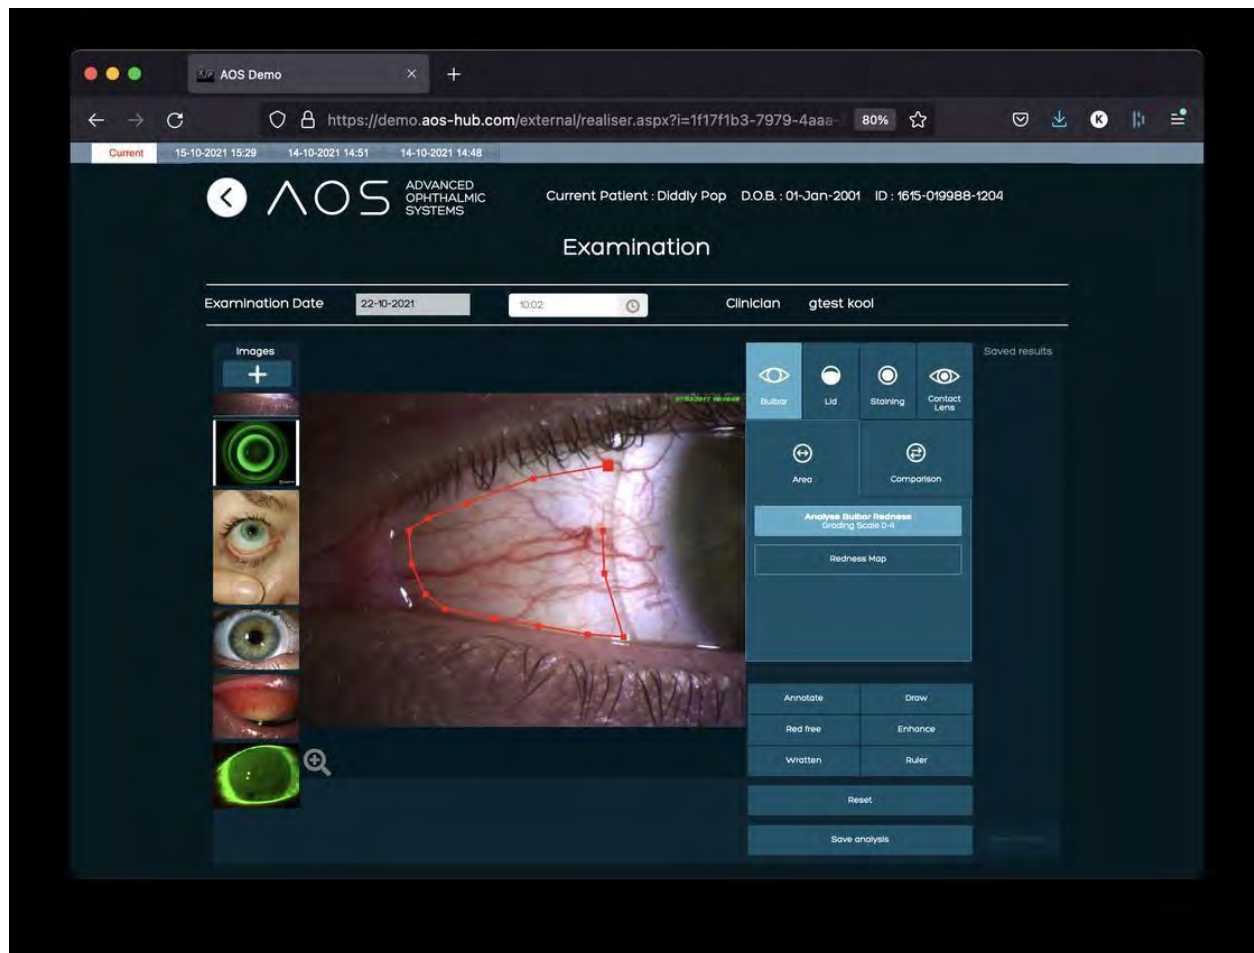 AOS Demo
https://demo.aos-hub.com/external/realiser.aspx?i=1f17f1b3-7979-4aaa-
80%
K
Current 15-10-2021 15:29 14-10-2021 14:51 14-10-2021 14:48
AOS
ADVANCED
OPHTHALMIC
SYSTEMS
Current Patient : Diddly Pop D.O.B. : 01-Jan-2001 ID : 1615-019988-1204
Examination
Examination Date 22-10-2021 10:02 Clinician gtest kool
Images
Saved results
Bulbar Lid Staining Contact
Lens
Area Comparison
Analyse Bulbar Redness
Grading Scale 0-4
Redness Map
Annotate Draw
Red free Enhance
Wratten Ruler
Reset
Save analysis